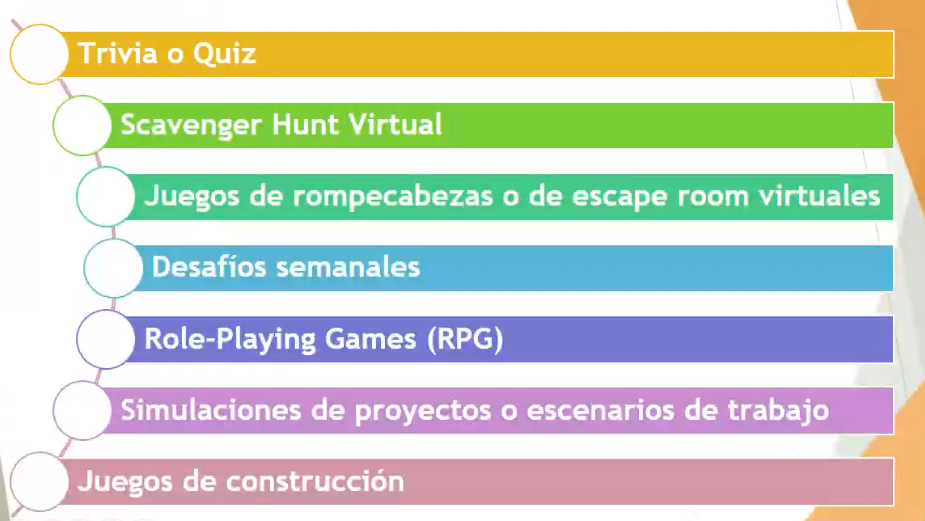 Trivia o Quiz
Scavenger Hunt Virtual
Juegos de rompecabezas o de escape room virtuales
Desafíos semanales
Role-Playing Games (RPG)
Simulaciones de proyectos o escenarios de trabajo
Juegos de construcción